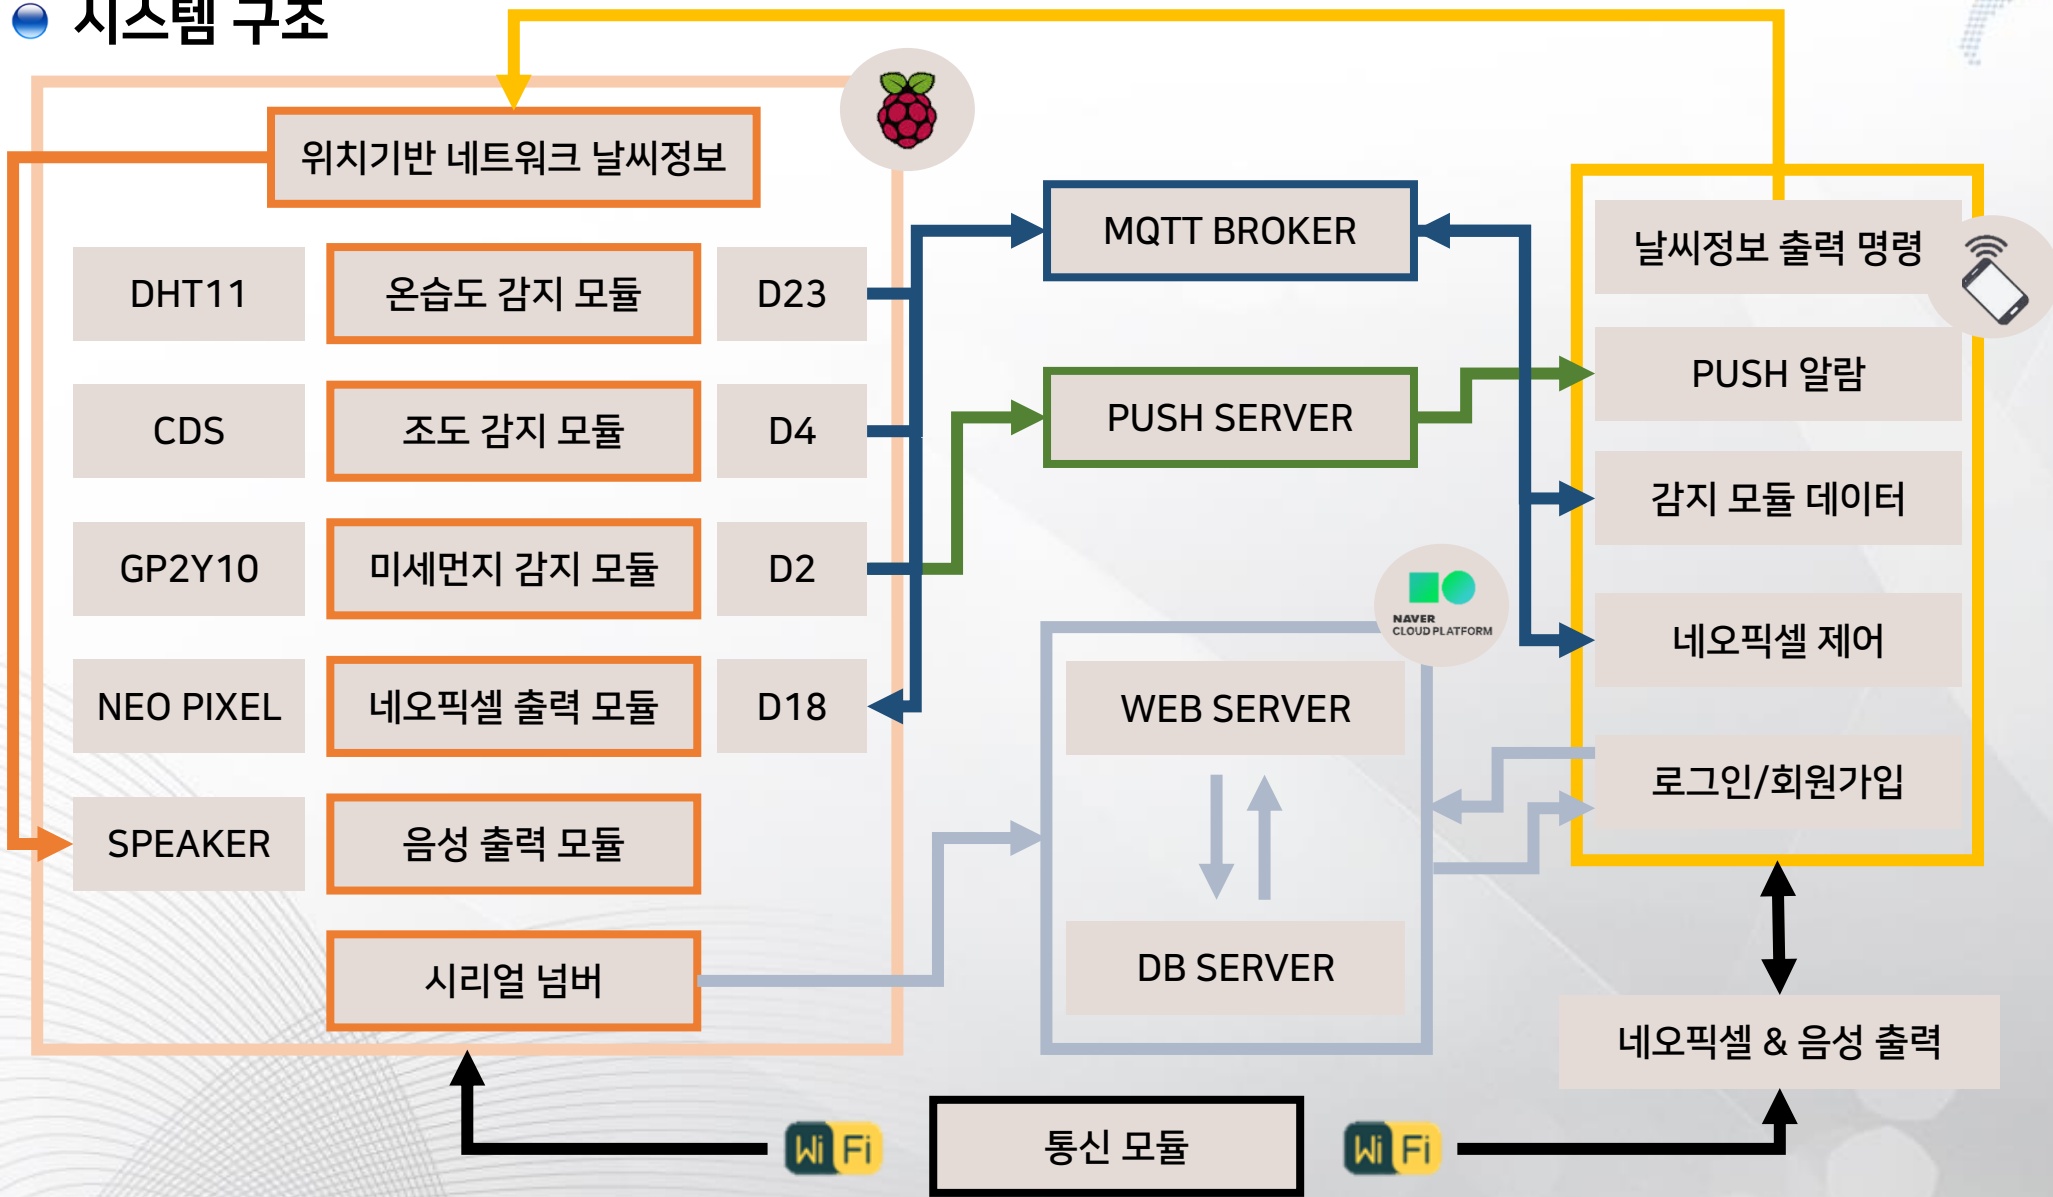 시스템 구조
위치기반 네트워크 날씨정보
DHT11
온습도 감지 모듈
D23
CDS
조도 감지 모듈
D4
GP2Y10
미세먼지 감지 모듈
D2
NEO PIXEL
네오픽셀 출력 모듈
D18
SPEAKER
음성 출력 모듈
시리얼 넘버
MQTT BROKER
PUSH SERVER
NAVER
CLOUD PLATFORM
WEB SERVER
DB SERVER
날씨정보 출력 명령
PUSH 알람
감지 모듈 데이터
네오픽셀 제어
로그인/회원가입
네오픽셀 & 음성 출력
Wi Fi
통신 모듈
Wi Fi